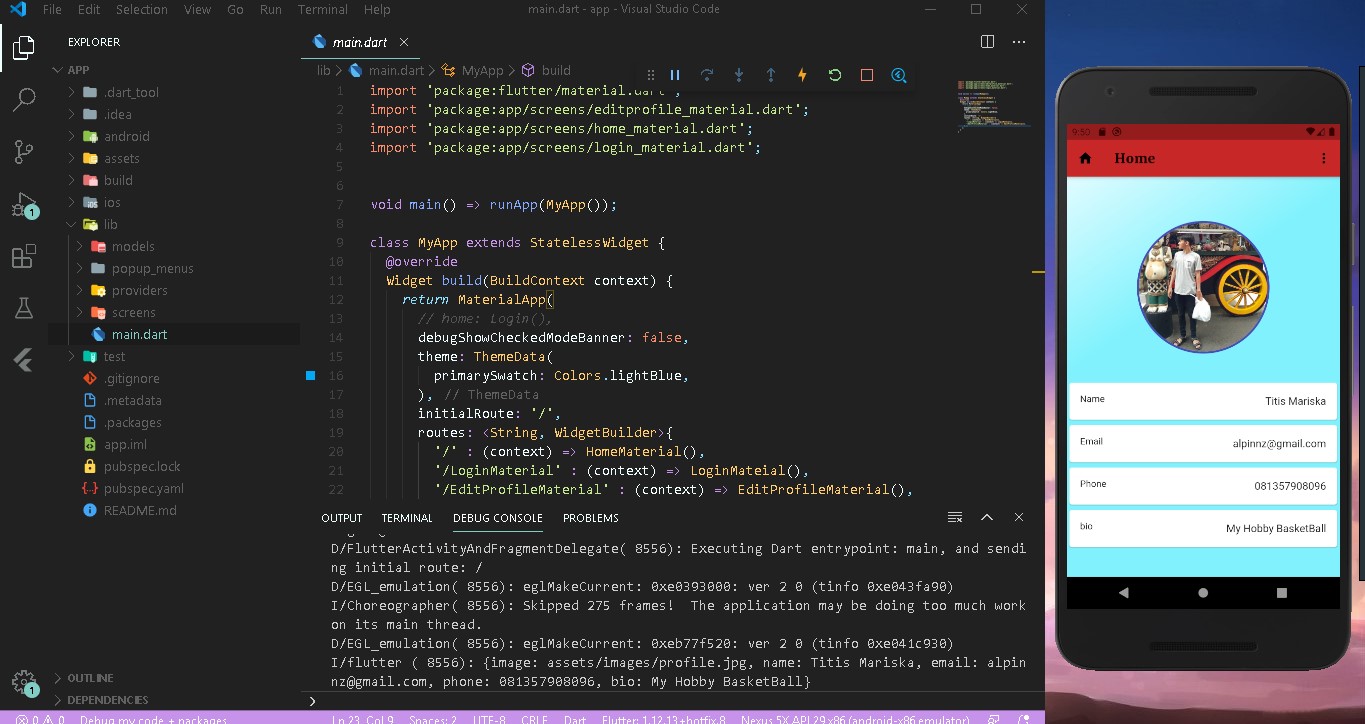 File Edit Selection View Go Run Terminal Help
main.dart - app - Visual Studio Code
EXPLORER
APP
.dart_tool
.idea
android
assets
build
ios
lib
models
popup_menus
providers
screens
main.dart
test
.gitignore
.metadata
.packages
app.iml
pubspec.lock
pubspec.yaml
README.md
OUTLINE
DEPENDENCIES
1
1
main.dart
lib > main.dart > MyApp > build
1 import 'package:flutter/material.dart';
2 import 'package:app/screens/editprofile_material.dart';
3 import 'package:app/screens/home_material.dart';
4 import 'package:app/screens/login_material.dart';
5
6
7 void main() => runApp(MyApp());
8
9 class MyApp extends StatelessWidget {
10 @override
11 Widget build(BuildContext context) {
12 return MaterialApp(
13 // home: Login(),
14 debugShowCheckedModeBanner: false,
15 theme: ThemeData(
16 primarySwatch: Colors.lightBlue,
17 ), // ThemeData
18 initialRoute: '/',
19 routes: <String, WidgetBuilder>{
20 '/' : (context) => HomeMaterial(),
21 '/LoginMaterial' : (context) => LoginMateial(),
22 '/EditProfileMaterial' : (context) => EditProfileMaterial(),
OUTPUT TERMINAL DEBUG CONSOLE PROBLEMS
D/FlutterActivityAndFragmentDelegate( 8556): Executing Dart entrypoint: main, and sendi
ng initial route: /
D/EGL_emulation( 8556): eglMakeCurrent: 0xe0393000: ver 2 0 (tinfo 0xe043fa90)
I/Choreographer( 8556): Skipped 275 frames!  The application may be doing too much work
on its main thread.
D/EGL_emulation( 8556): eglMakeCurrent: 0xeb77f520: ver 2 0 (tinfo 0xe041c930)
I/flutter ( 8556): {image: assets/images/profile.jpg, name: Titis Mariska, email: alpin
nz@gmail.com, phone: 081357908096, bio: My Hobby BasketBall}
0 0 Debug my code + packages
Ln 23, Col 9 Spaces: 2 UTF-8 CRLF Dart Flutter: 1.12.13+hotfix.8 Nexus 5X API 29 x86 (android-x86 emulator)
9:50
Home
Name Titis Mariska
Email alpinnz@gmail.com
Phone 081357908096
bio My Hobby BasketBall